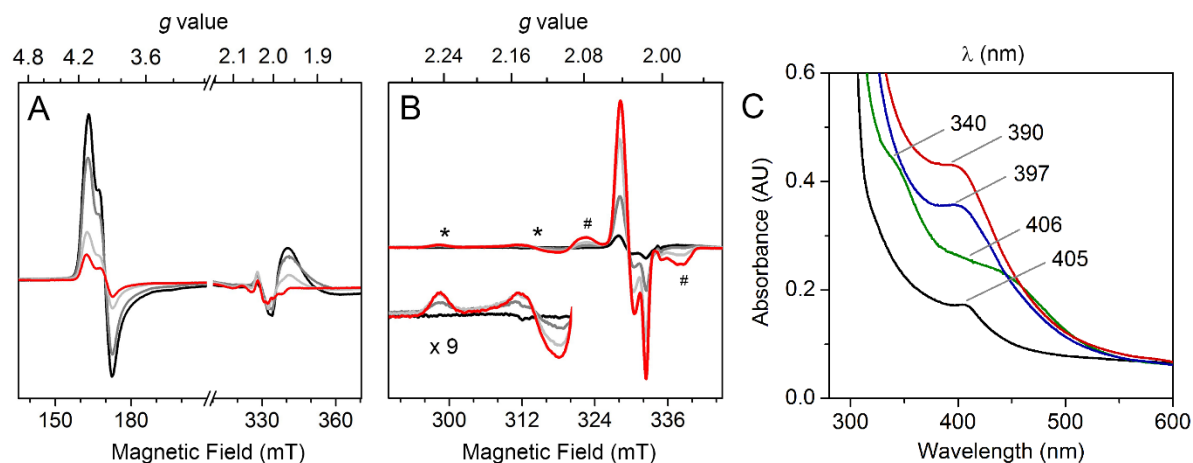 g value
4.8 4.2 3.6 2.1 2.0 1.9
A
150 180 330 360
Magnetic Field (mT)
g value
2.24 2.16 2.08 2.00
B
* * # #
x 9
300 312 324 336
Magnetic Field (mT)
λ (nm)
C
0.6
0.4
0.2
0.0
Absorbance (AU)
340
390
397
406
405
300 400 500 600
Wavelength (nm)